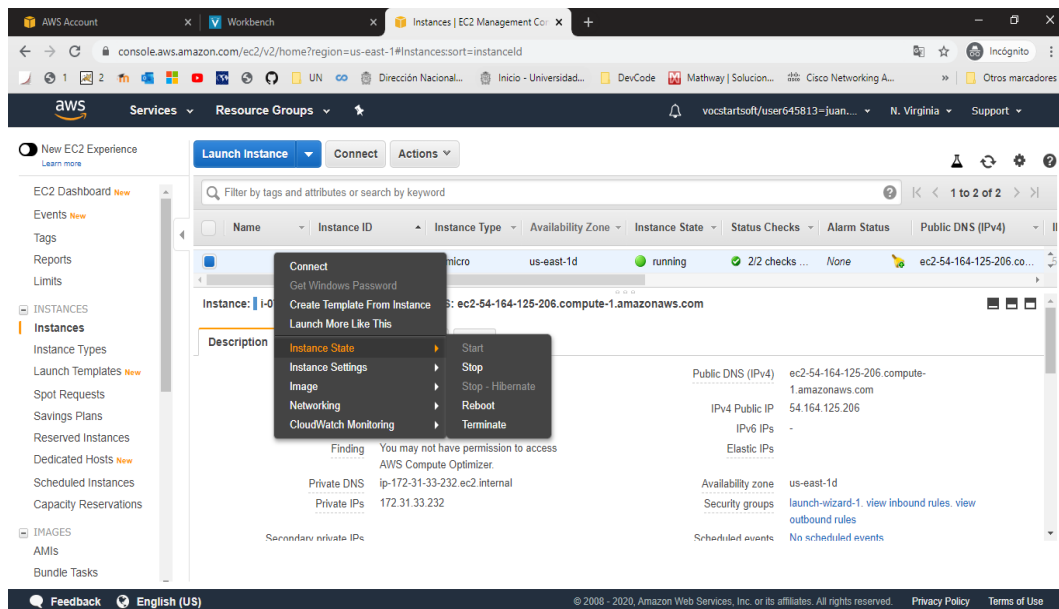 AWS Account
Workbench
Instances | EC2 Management Con
console.aws.amazon.com/ec2/v2/home?region=us-east-1#Instances:sort=instanceId
Incógnito
1 2 UN Dirección Nacional... Inicio - Universidad... DevCode Mathway | Solucion... Cisco Networking A... » Otros marcadores
aws Services Resource Groups vocstartsoft/user645813=juan.... N. Virginia Support
New EC2 Experience
Learn more
Launch Instance Connect Actions
EC2 Dashboard New
Events New
Tags
Reports
Limits
INSTANCES
Instances
Instance Types
Launch Templates New
Spot Requests
Savings Plans
Reserved Instances
Dedicated Hosts New
Scheduled Instances
Capacity Reservations
IMAGES
AMIs
Bundle Tasks
Filter by tags and attributes or search by keyword
1 to 2 of 2
Name Instance ID Instance Type Availability Zone Instance State Status Checks Alarm Status Public DNS (IPv4)
micro us-east-1d running 2/2 checks ... None ec2-54-164-125-206.co...
Connect
Get Windows Password
Create Template From Instance
Launch More Like This
Instance State
Instance Settings
Image
Networking
CloudWatch Monitoring
Start
Stop
Stop - Hibernate
Reboot
Terminate
Instance: i-0 S: ec2-54-164-125-206.compute-1.amazonaws.com
Description
Public DNS (IPv4) ec2-54-164-125-206.compute-
1.amazonaws.com
IPv4 Public IP 54.164.125.206
IPv6 IPs -
Finding You may not have permission to access
AWS Compute Optimizer.
Elastic IPs
Private DNS ip-172-31-33-232.ec2.internal
Availability zone us-east-1d
Private IPs 172.31.33.232
Security groups launch-wizard-1. view inbound rules. view
outbound rules
Secondary private IPs
Scheduled events No scheduled events
Feedback English (US) © 2008 - 2020, Amazon Web Services, Inc. or its affiliates. All rights reserved. Privacy Policy Terms of Use